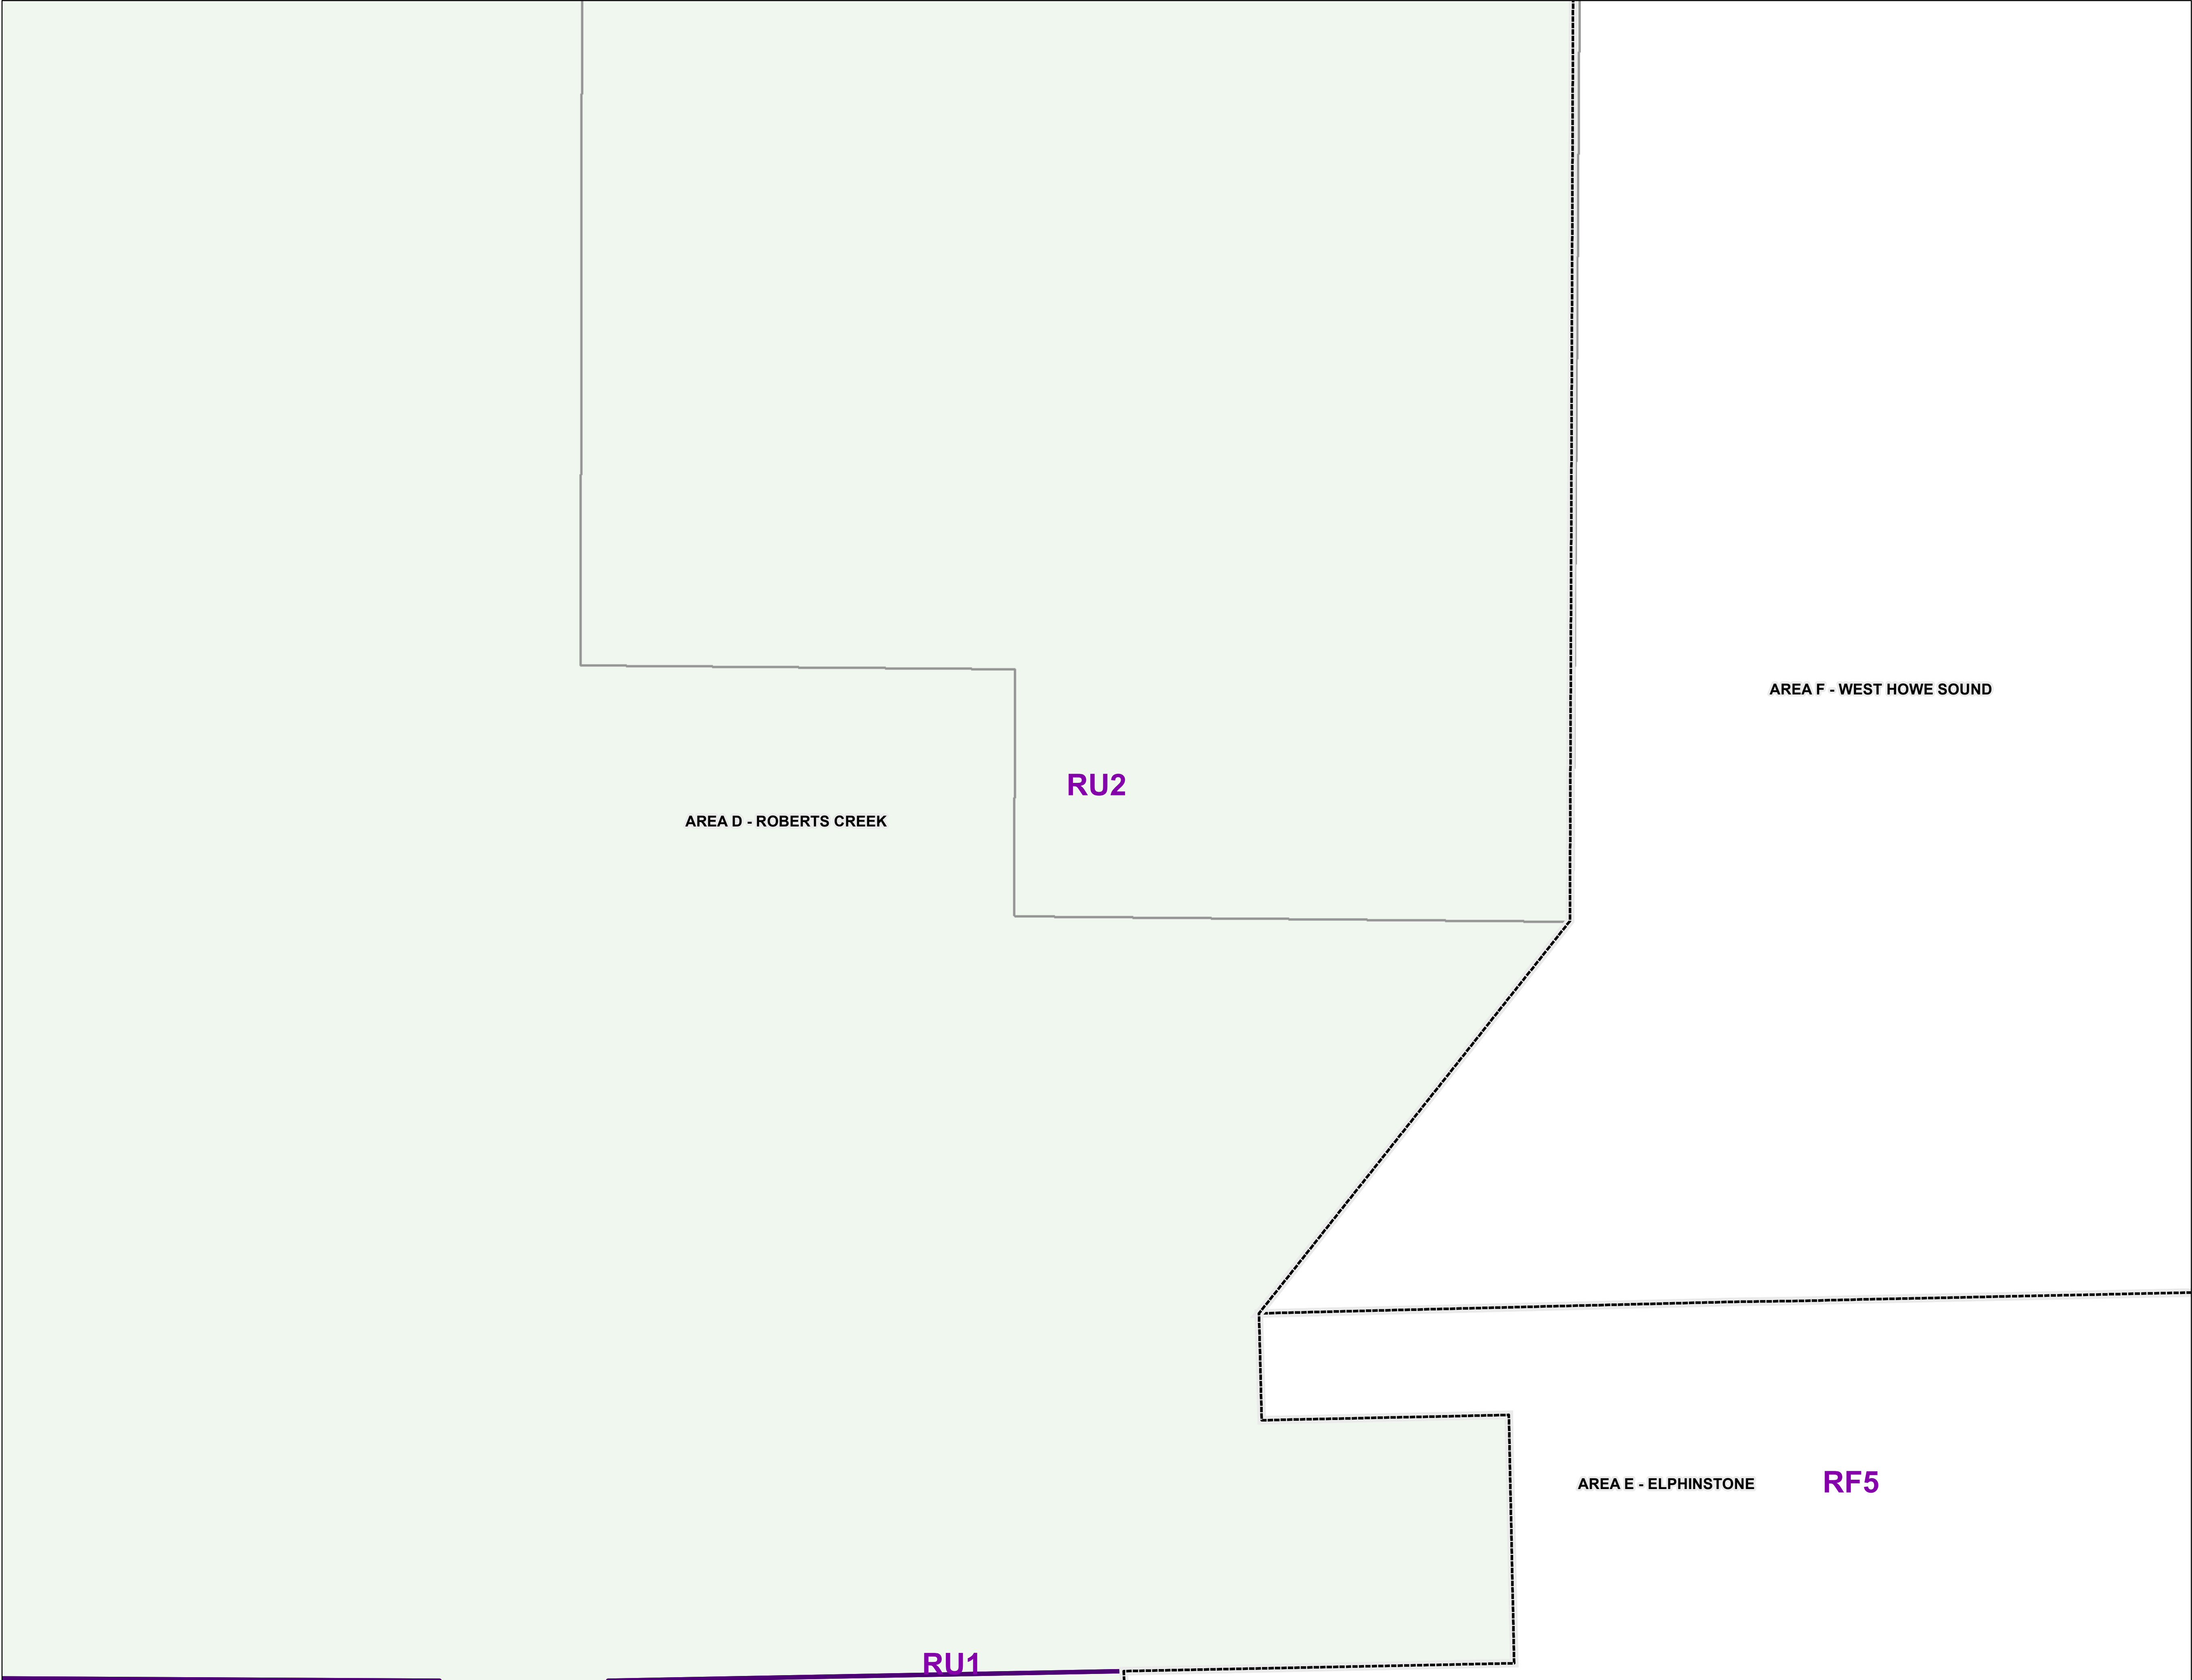 AREA F - WEST HOWE SOUND
RU2
AREA D - ROBERTS CREEK
AREA E - ELPHINSTONE
RF5
RU1